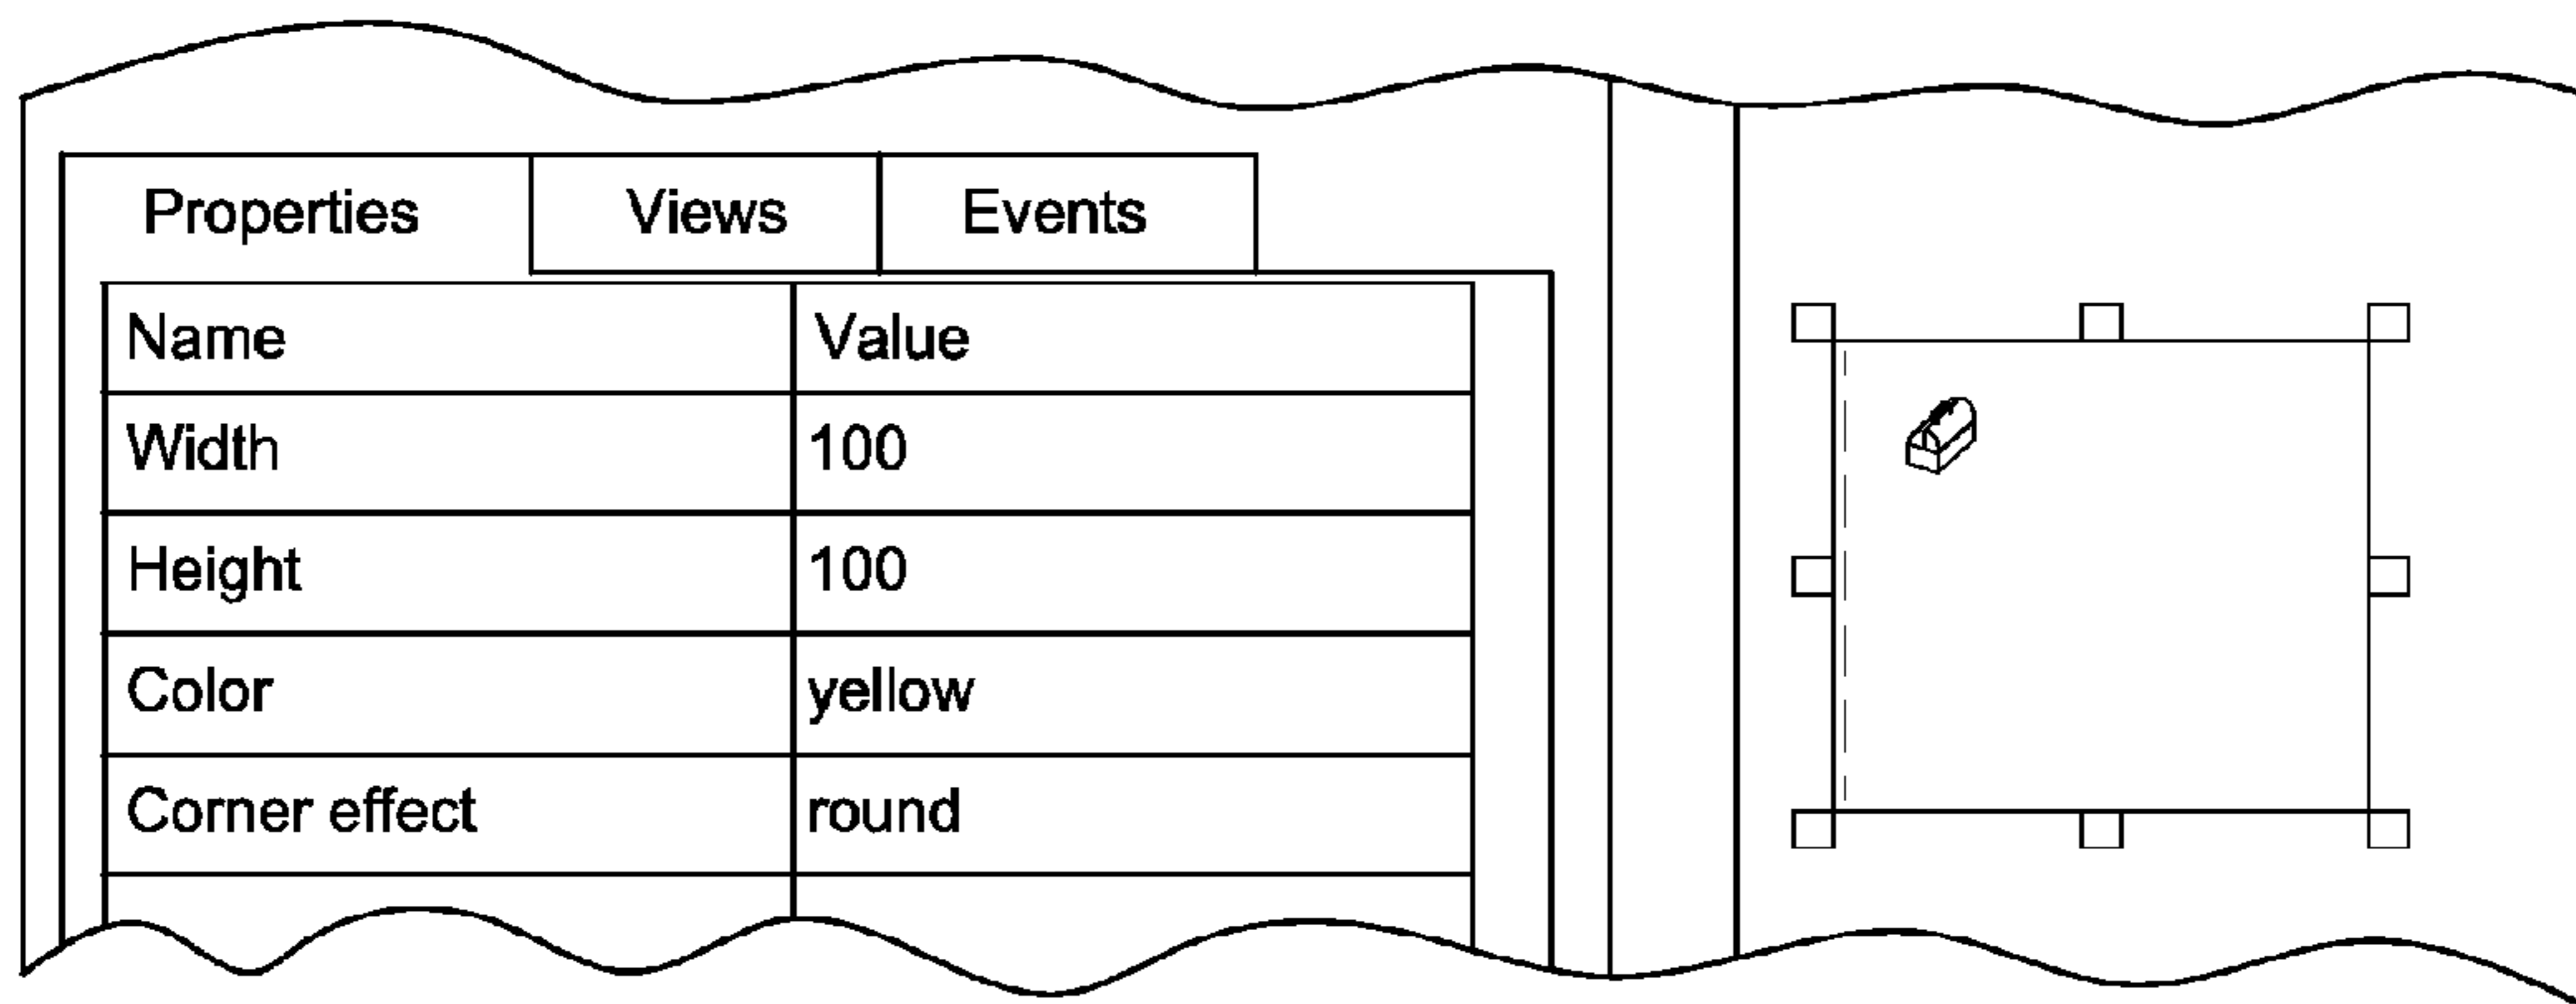 Properties Views Events
Name Value
Width 100
Height 100
Color yellow
Corner effect round